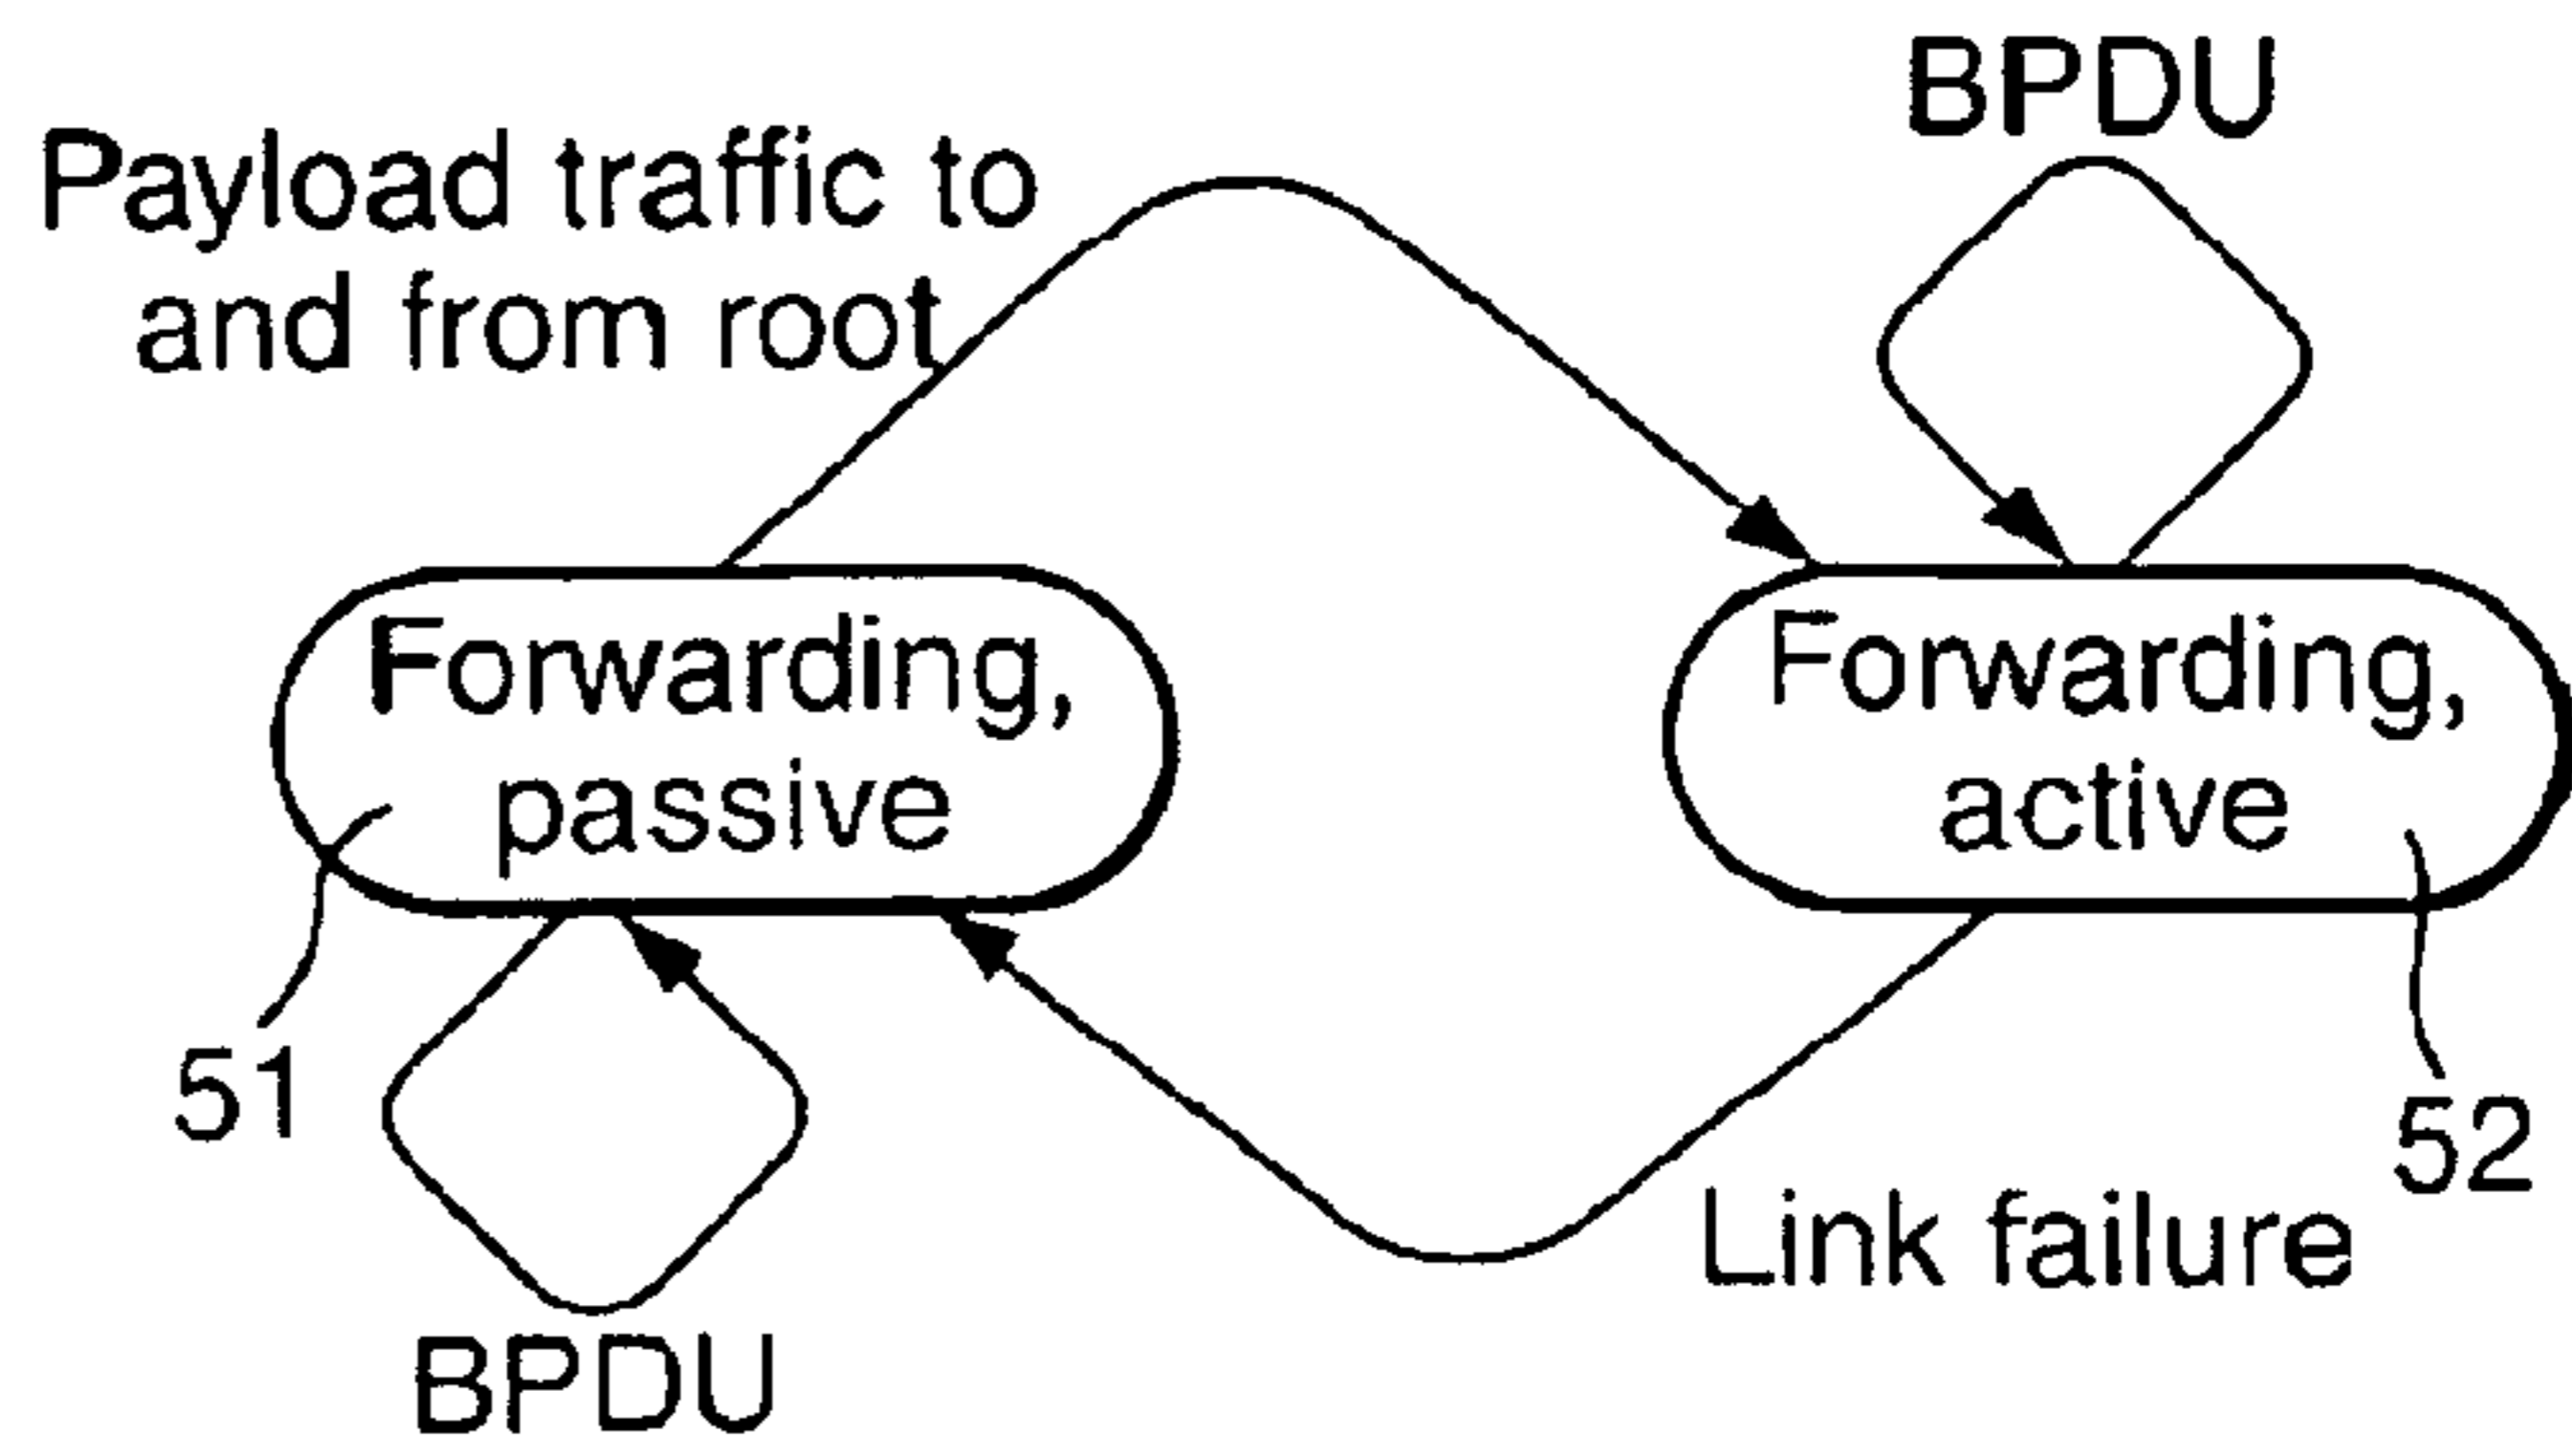 BPDU
Payload traffic to
and from root
Forwarding,
passive
Forwarding,
active
51
52
Link failure
BPDU